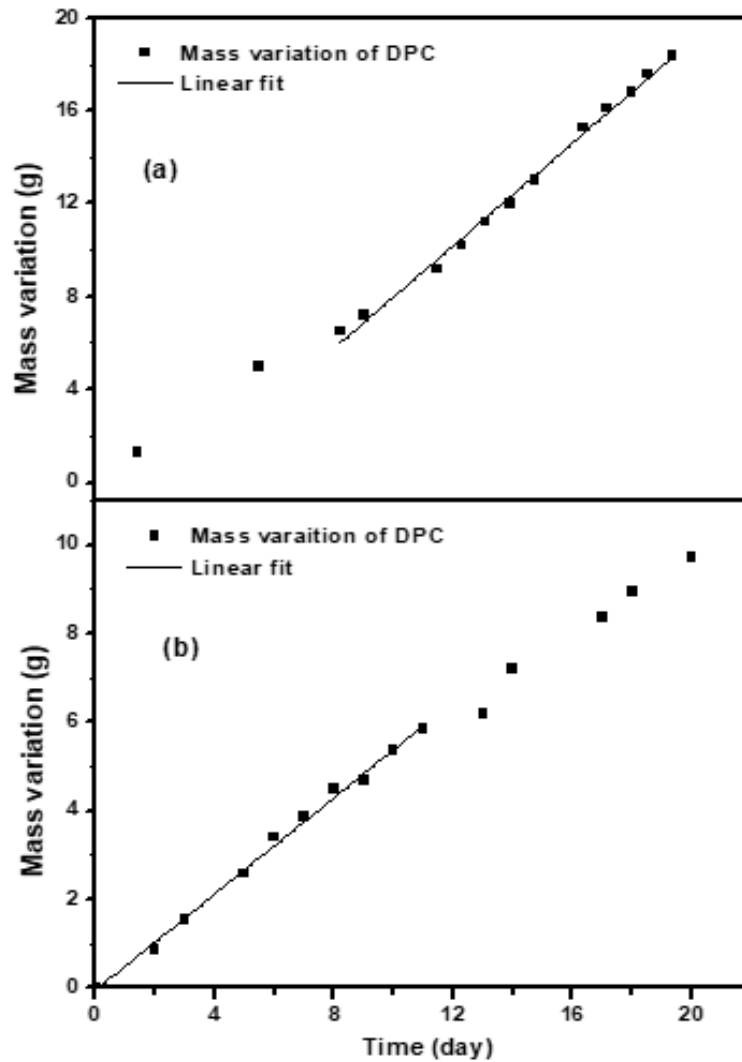 20
Mass variation of DPC
Linear fit
16
(a)
12
8
4
0
Mass variation (g)
Mass varaition of DPC
10
Linear fit
8
(b)
6
4
2
0
Mass variation (g)
0 4 8 12 16 20
Time (day)